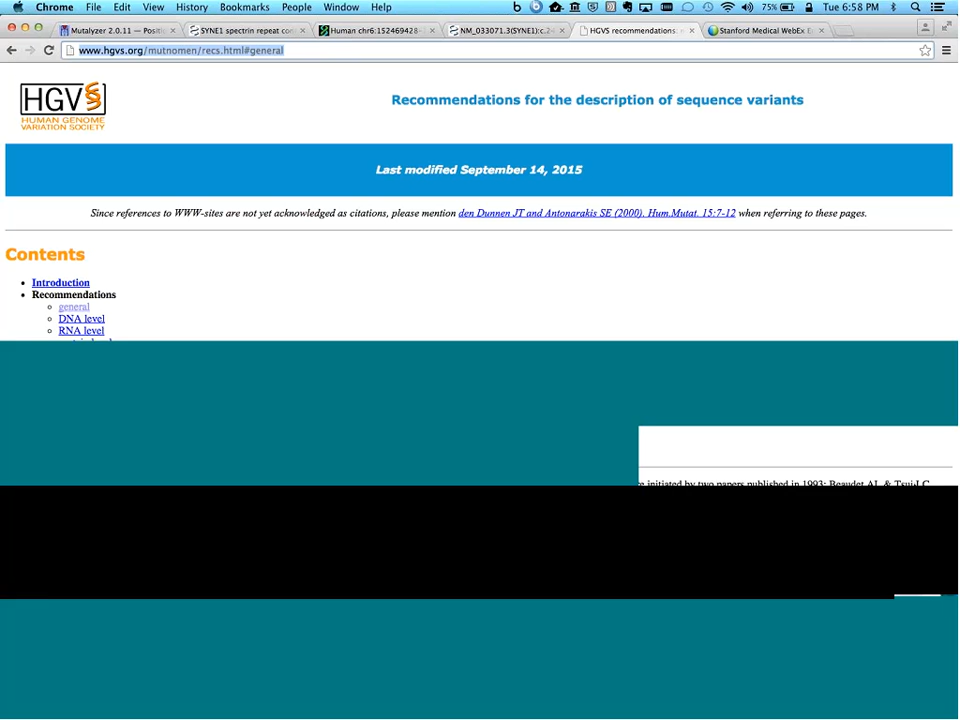 Chrome File Edit View History Bookmarks People Window Help 75% Tue 6:58 PM
Mutalyzer 2.0.11 — Positi SYNE1 spectrin repeat con Human chr6:152469428- NM_033071.3(SYNE1):c.2 HGVS recommendations: Stanford Medical WebEx
www.hgvs.org/mutnomen/recs.html#general
HGVS
HUMAN GENOME
VARIATION SOCIETY
Recommendations for the description of sequence variants
Last modified September 14, 2015
Since references to WWW-sites are not yet acknowledged as citations, please mention den Dunnen JT and Antonarakis SE (2000). Hum.Mutat. 15:7-12 when referring to these pages.
Contents
Introduction
Recommendations
general
DNA level
RNA level
initiated by two papers published in 1993: Beaudet AL & Tsui LC